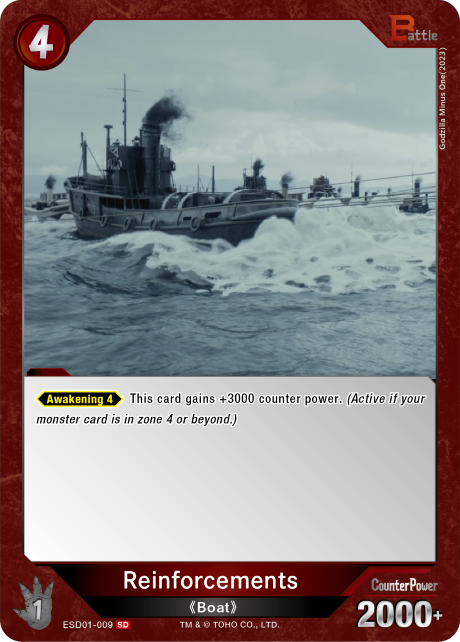 4
Battle
Godzilla Minus One(2023)
Awakening 4 This card gains +3000 counter power. (Active if your
monster card is in zone 4 or beyond.)
Reinforcements
CounterPower
1
《Boat》
2000+
ESD01-009 SD TM & © TOHO CO., LTD.